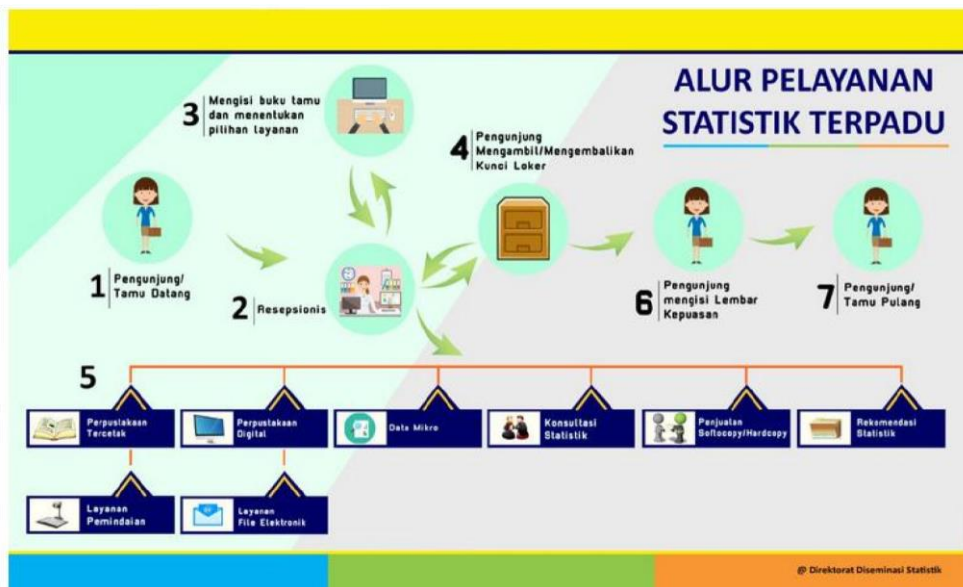 ALUR PELAYANAN
STATISTIK TERPADU
1
Pengunjung/
Tamu Datang
2
Resepsionis
3
Mengisi buku tamu
dan menentukan
pilihan layanan
4
Pengunjung
Mengambil/Mengembalikan
Kunci Loker
5
Perpustakaan
Tercetak
Perpustakaan
Digital
Data Mikro
Konsultasi
Statistik
Penjualan
Softocopy/Hardcopy
Rekomendasi
Statistik
Layanan
Pemindaian
Layanan
File Elektronik
6
Pengunjung
mengisi Lembar
Kepuasan
7
Pengunjung/
Tamu Pulang
@ Direktorat Diseminasi Statistik